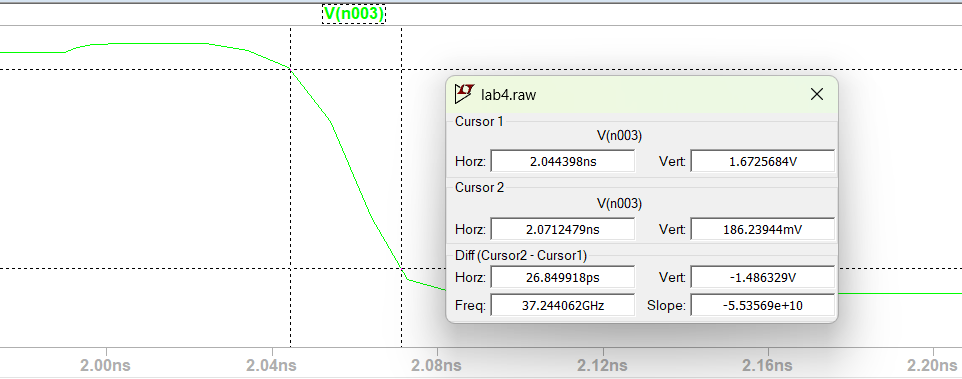 V(n003)
lab4.raw
Cursor 1
V(n003)
Horz: 2.044398ns Vert: 1.6725684V
Cursor 2
V(n003)
Horz: 2.0712479ns Vert: 186.23944mV
Diff (Cursor2 - Cursor1)
Horz: 26.849918ps Vert: -1.486329V
Freq: 37.244062GHz Slope: -5.53569e+10
2.00ns 2.04ns 2.08ns 2.12ns 2.16ns 2.20ns